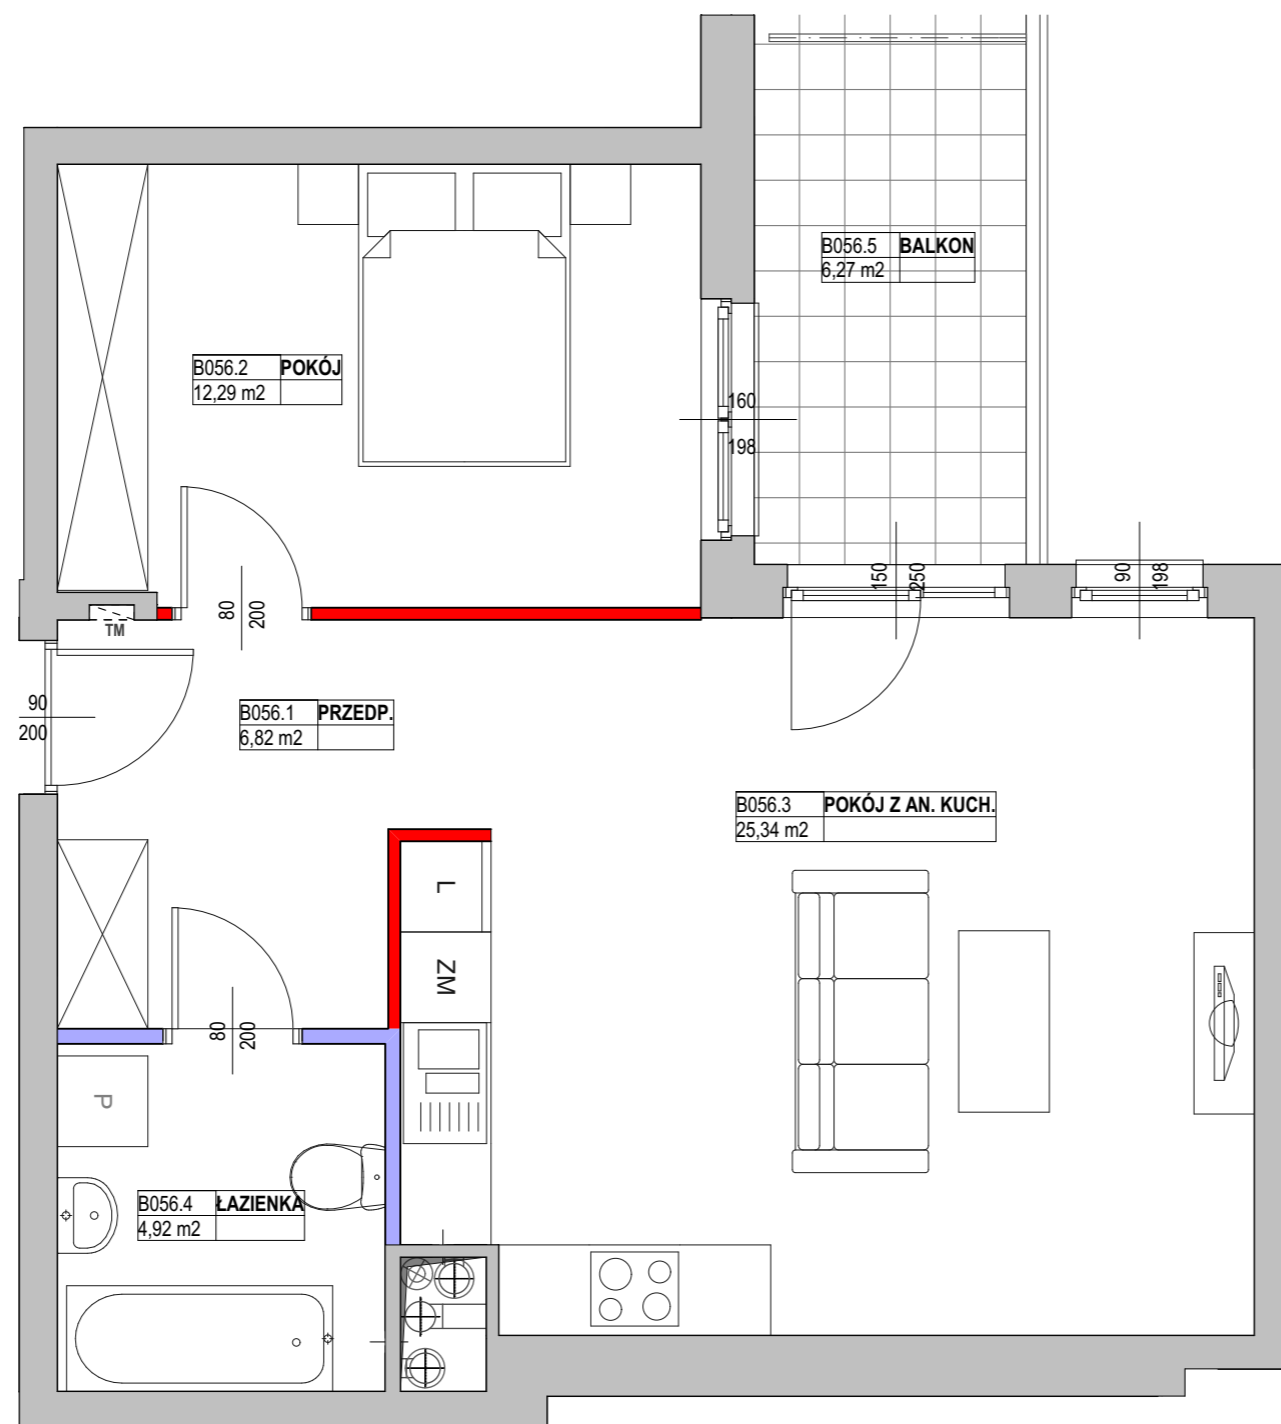 B056.5 BALKON
6,27 m2
B056.2 POKÓJ
12,29 m2
160
198
150
250
90
198
80
200
TM
90
200
B056.1 PRZEDP.
6,82 m2
B056.3 POKÓJ Z AN. KUCH.
25,34 m2
L
ZM
80
200
P
B056.4 ŁAZIENKA
4,92 m2